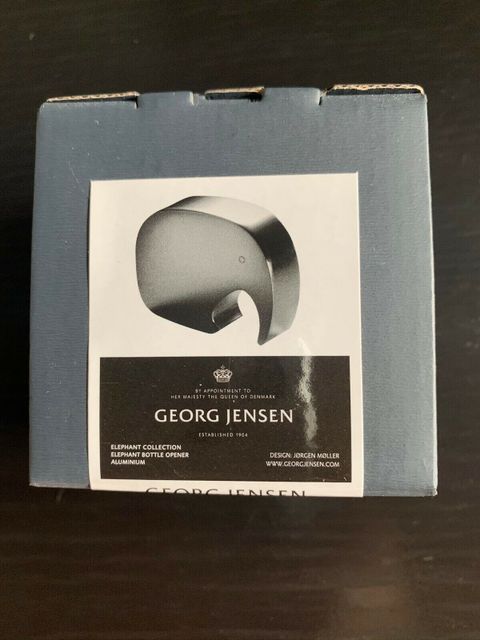 BY APPOINTMENT TO
HER MAJESTY THE QUEEN OF DENMARK
GEORG JENSEN
ESTABLISHED 1904
ELEPHANT COLLECTION
ELEPHANT BOTTLE OPENER
ALUMINIUM
DESIGN: JØRGEN MØLLER
WWW.GEORGJENSEN.COM
GEORG JENSEN